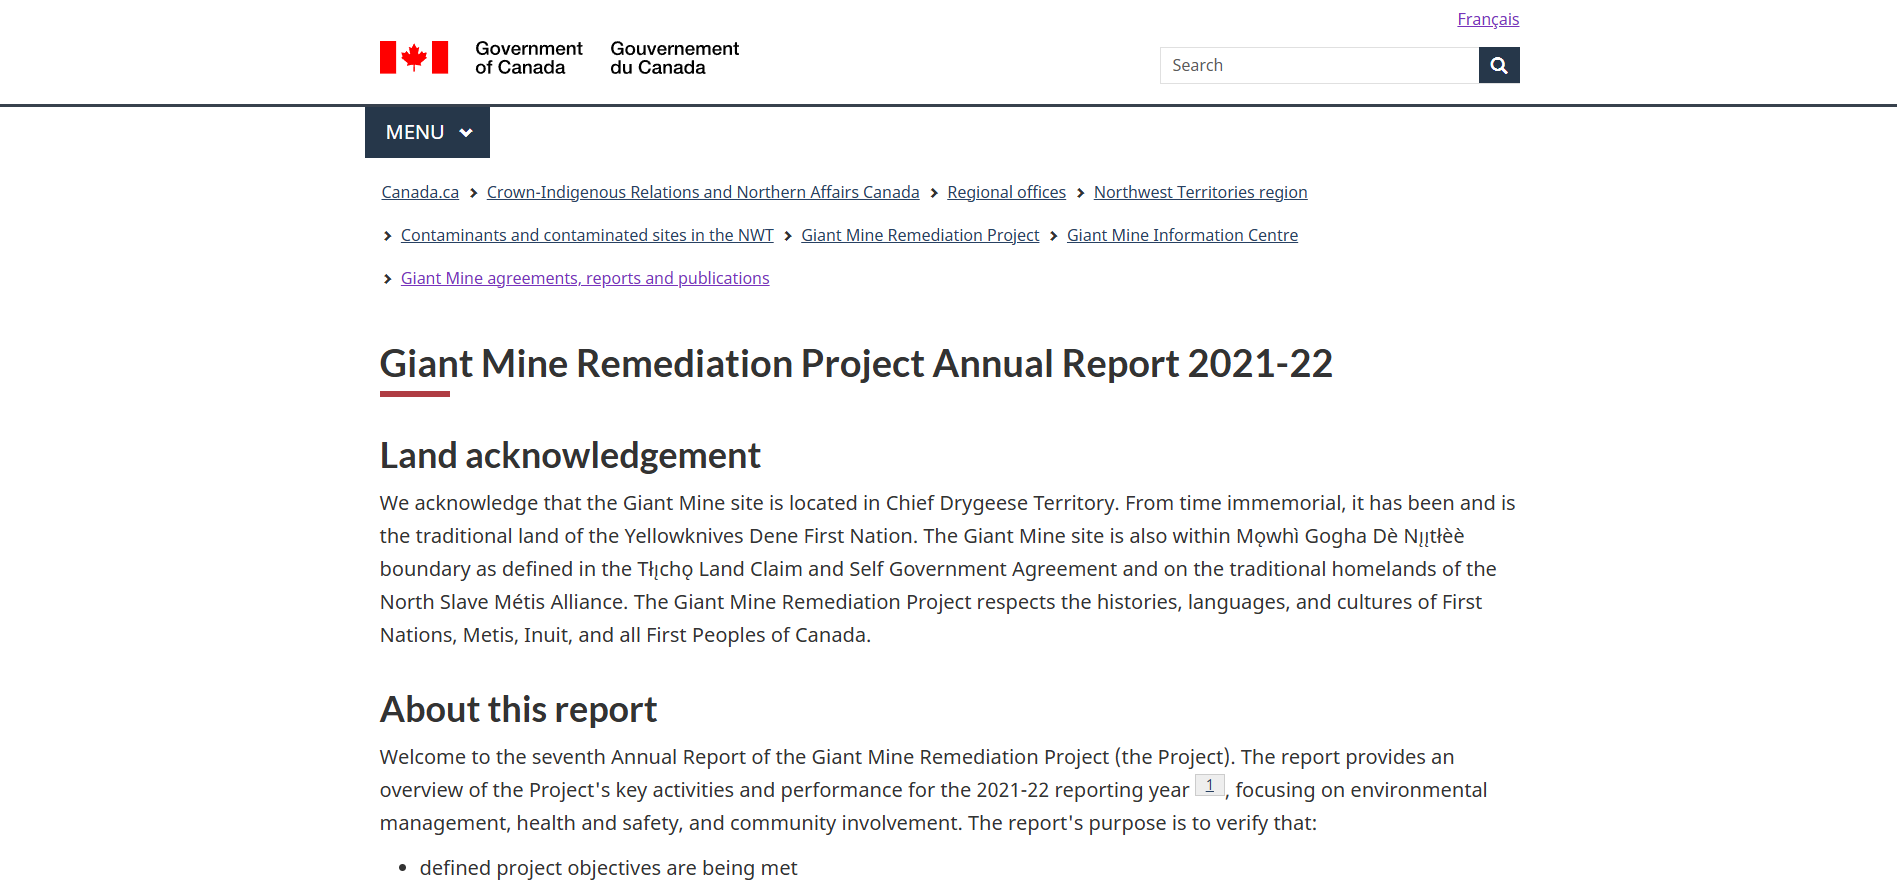 Français
Government
of Canada
Gouvernement
du Canada
Search
MENU
Canada.ca
Crown-Indigenous Relations and Northern Affairs Canada
Regional offices
Northwest Territories region
Contaminants and contaminated sites in the NWT
Giant Mine Remediation Project
Giant Mine Information Centre
Giant Mine agreements, reports and publications
Giant Mine Remediation Project Annual Report 2021-22
Land acknowledgement
We acknowledge that the Giant Mine site is located in Chief Drygeese Territory. From time immemorial, it has been and is
the traditional land of the Yellowknives Dene First Nation. The Giant Mine site is also within Mǫwhì Gogha Dè Nįįtłèè
boundary as defined in the Tłįchǫ Land Claim and Self Government Agreement and on the traditional homelands of the
North Slave Métis Alliance. The Giant Mine Remediation Project respects the histories, languages, and cultures of First
Nations, Metis, Inuit, and all First Peoples of Canada.
About this report
Welcome to the seventh Annual Report of the Giant Mine Remediation Project (the Project). The report provides an
overview of the Project's key activities and performance for the 2021-22 reporting year 1, focusing on environmental
management, health and safety, and community involvement. The report's purpose is to verify that:
• defined project objectives are being met